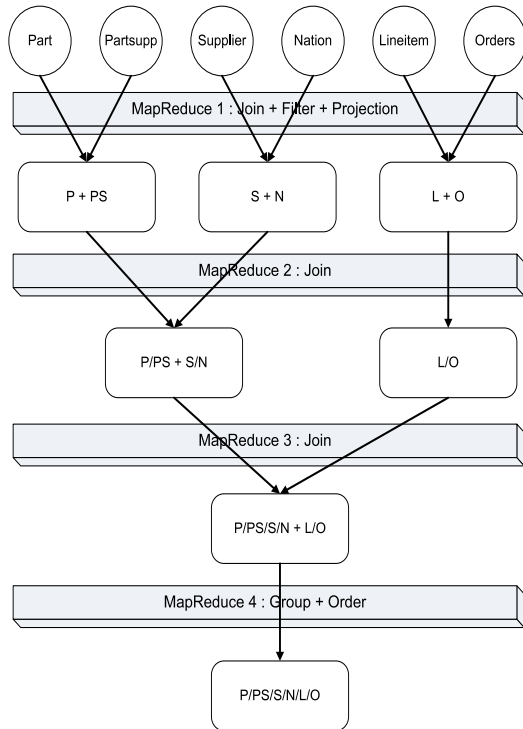 Part
Partsupp
Supplier
Nation
Lineitem
Orders
MapReduce 1 : Join + Filter + Projection
P + PS
S + N
L + O
MapReduce 2 : Join
P/PS + S/N
L/O
MapReduce 3 : Join
P/PS/S/N + L/O
MapReduce 4 : Group + Order
P/PS/S/N/L/O